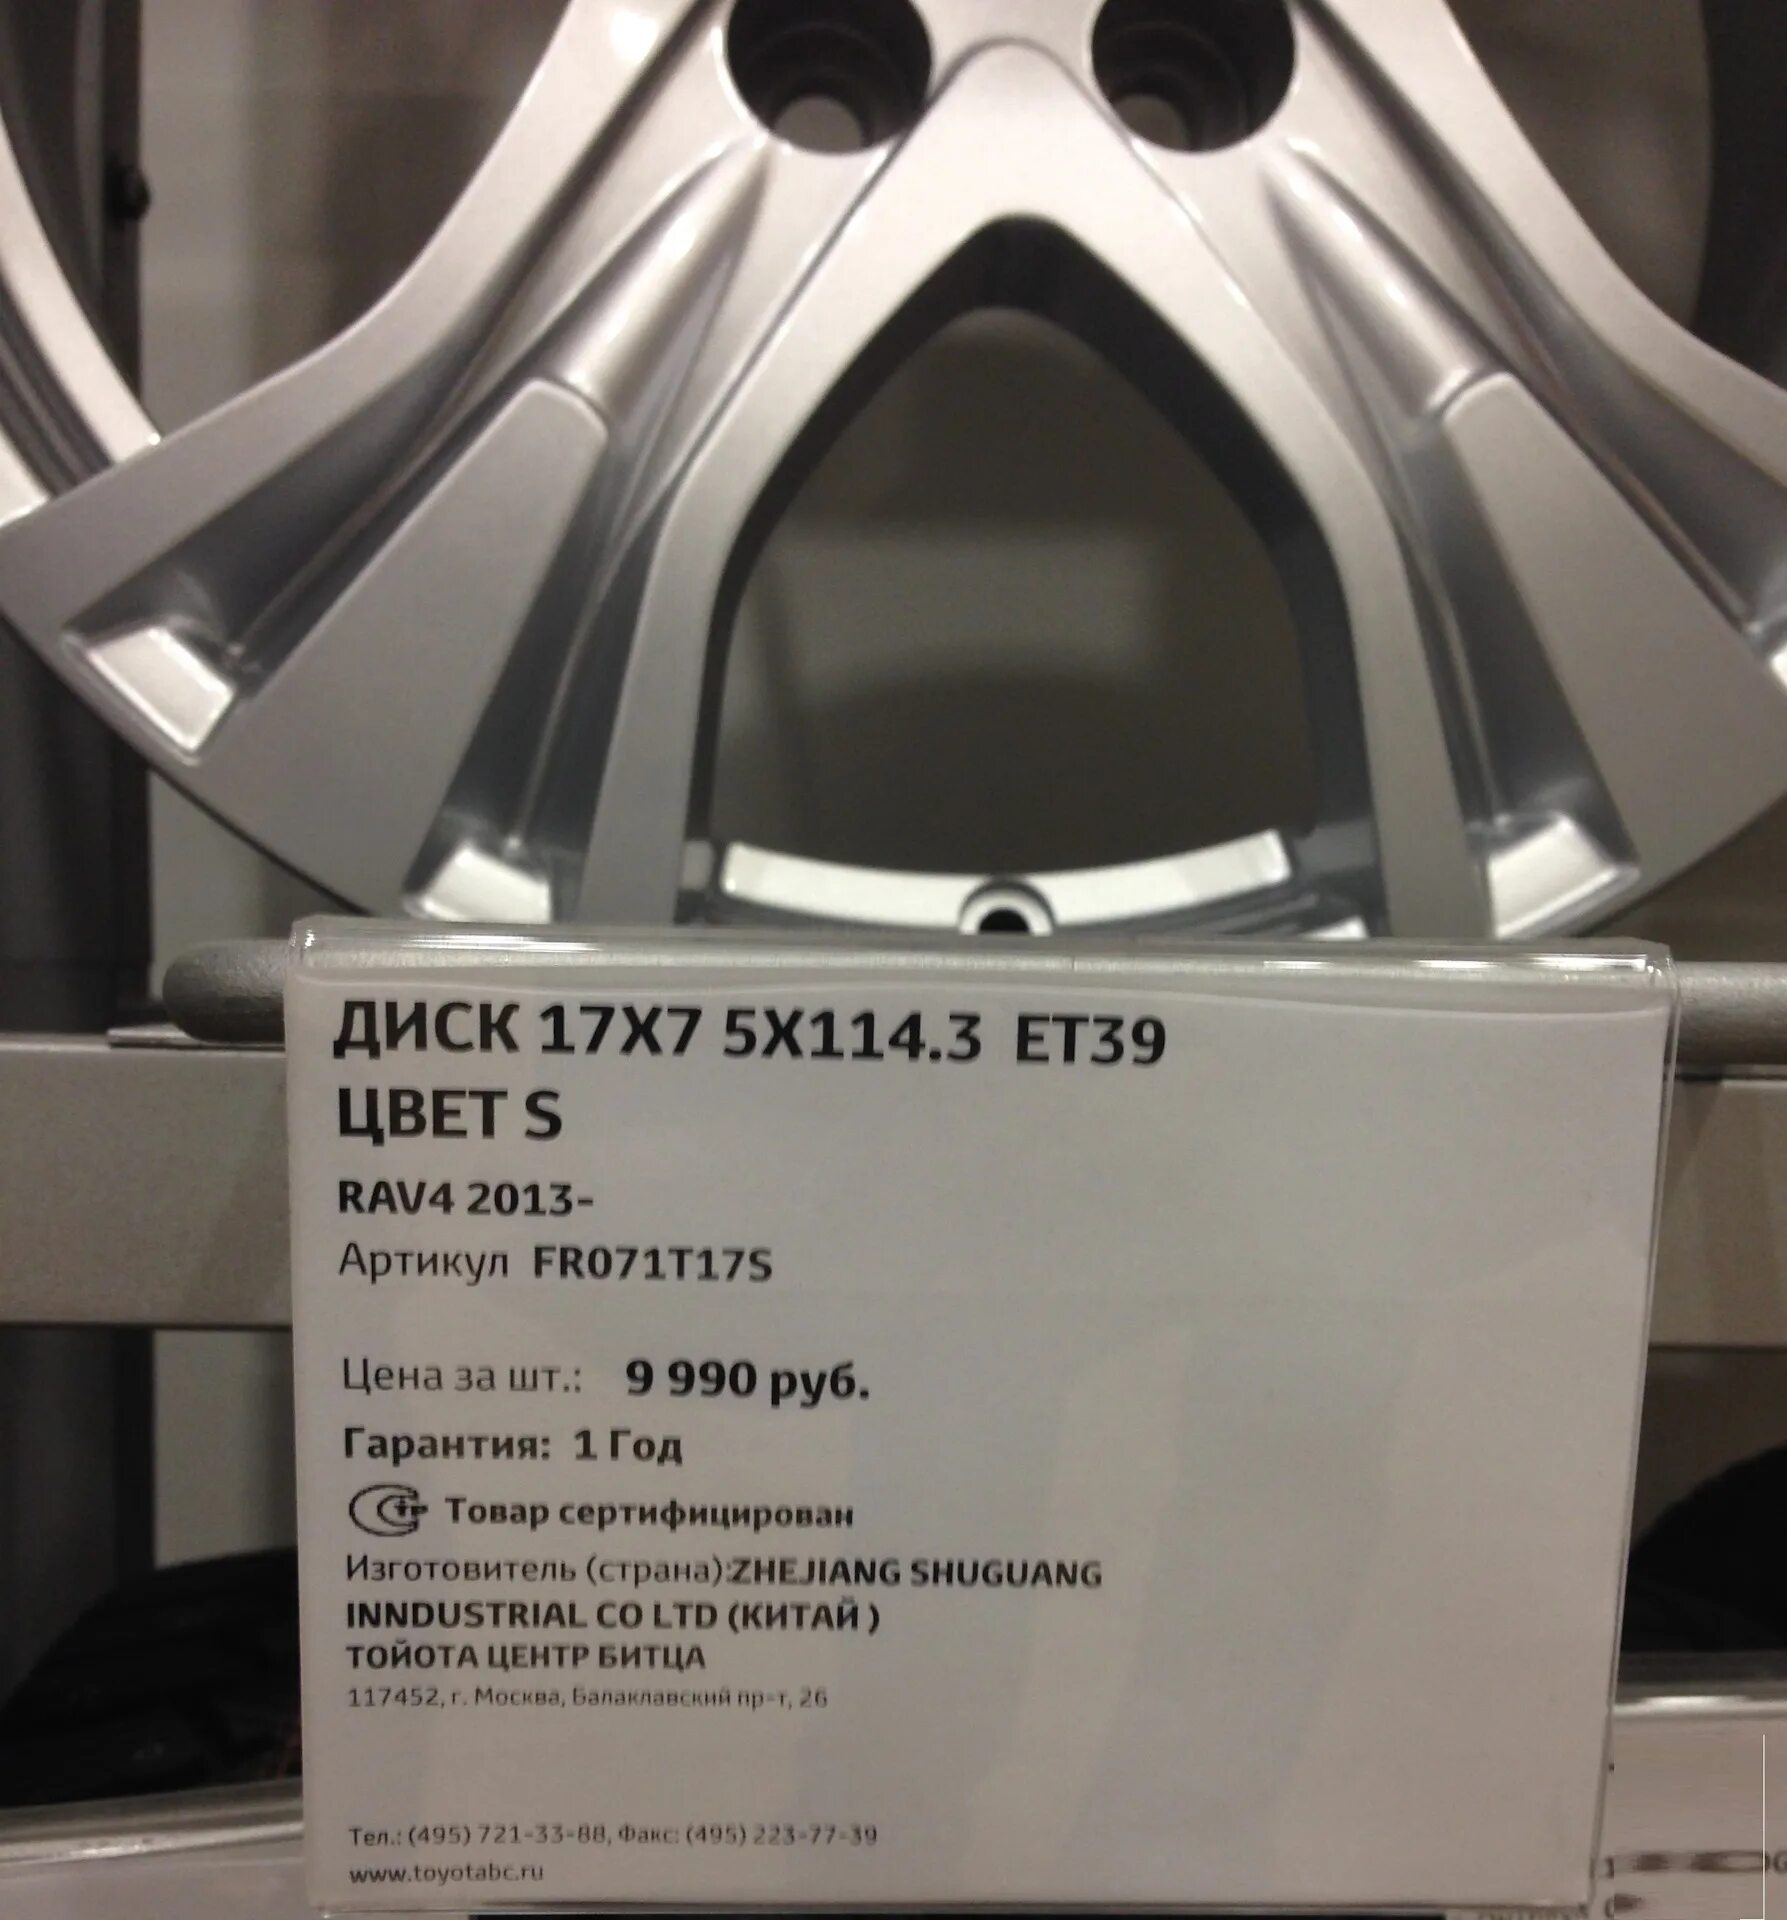 ДИСК 17X7 5X114.3 ET39
ЦВЕТ S
RAV4 2013-
Артикул FR071T17S
Цена за шт.: 9 990 руб.
Гарантия: 1 Год
Товар сертифицирован
Изготовитель (страна):ZHEJIANG SHUGUANG
INNDUSTRIAL CO LTD (КИТАЙ )
ТОЙОТА ЦЕНТР БИТЦА
117452, г. Москва, Балаклавский пр-т, 26
Тел.: (495) 721-33-88, Факс: (495) 223-77-39
www.toyotabc.ru